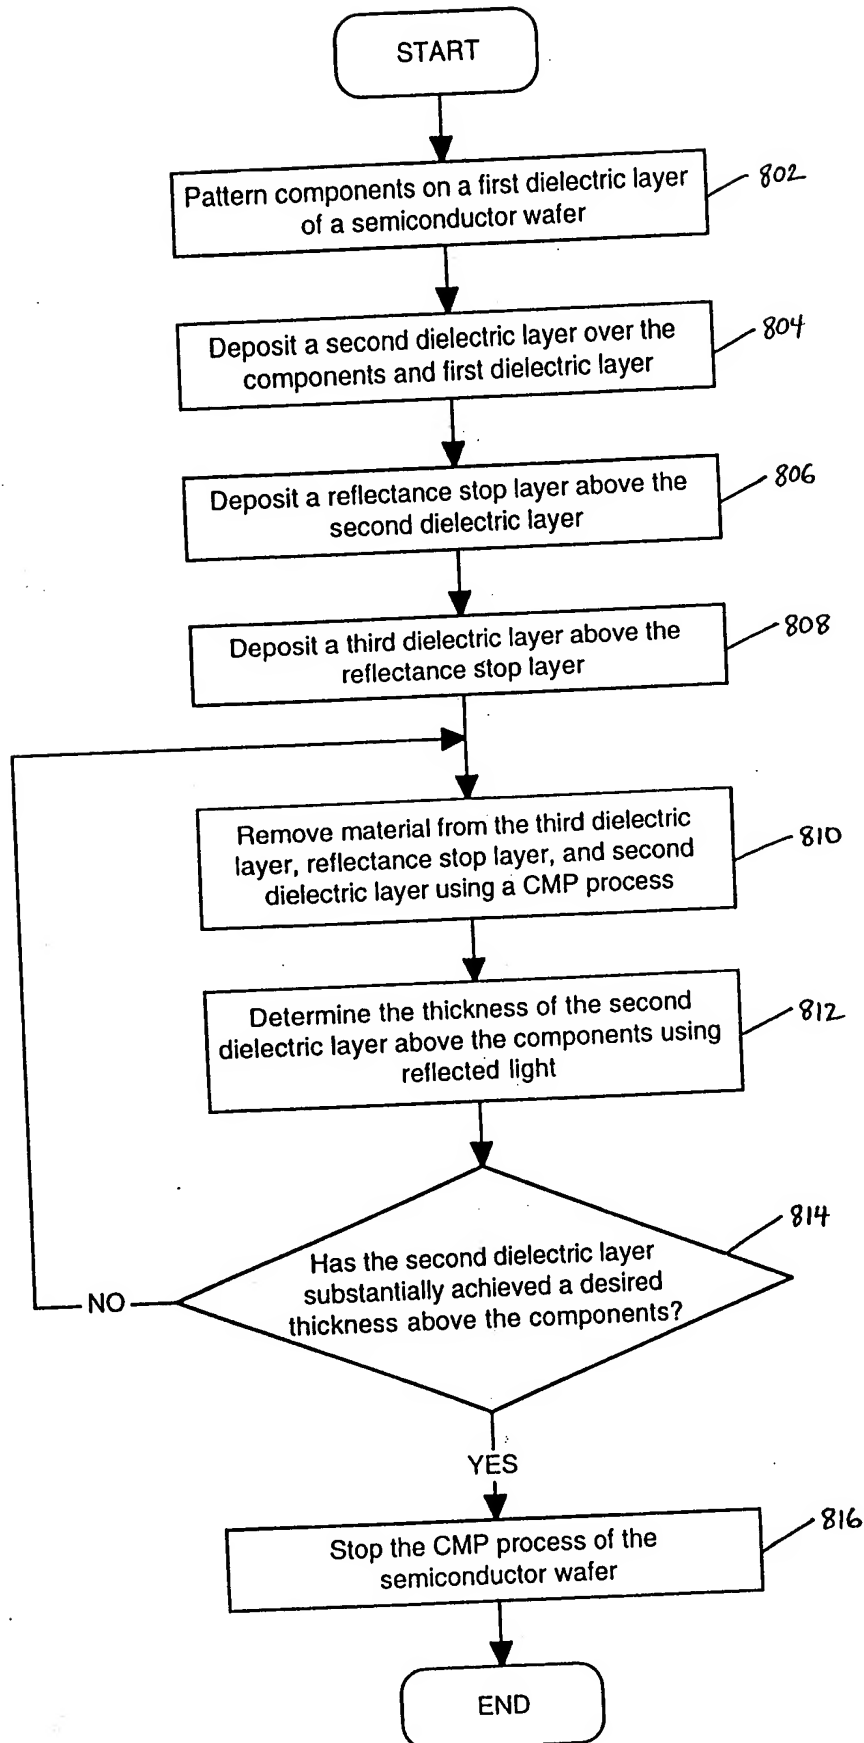 START
Pattern components on a first dielectric layer
of a semiconductor wafer
802
Deposit a second dielectric layer over the
components and first dielectric layer
804
Deposit a reflectance stop layer above the
second dielectric layer
806
Deposit a third dielectric layer above the
reflectance stop layer
808
Remove material from the third dielectric
layer, reflectance stop layer, and second
dielectric layer using a CMP process
810
Determine the thickness of the second
dielectric layer above the components using
reflected light
812
Has the second dielectric layer
substantially achieved a desired
thickness above the components?
814
NO
YES
Stop the CMP process of the
semiconductor wafer
816
END